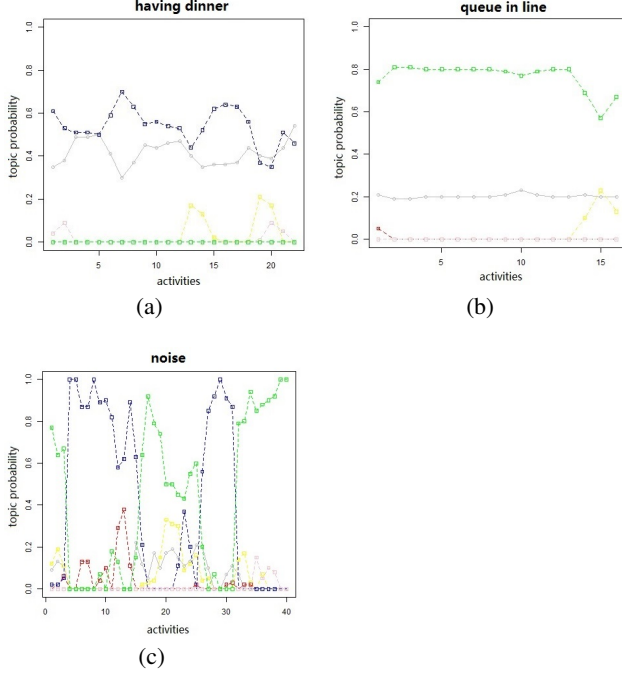 having dinner
topic probability
0.0 0.2 0.4 0.6 0.8 1.0
5 10 15 20
activities
(a)
queue in line
topic probability
0.0 0.2 0.4 0.6 0.8 1.0
5 10 15
activities
(b)
noise
topic probability
0.0 0.2 0.4 0.6 0.8 1.0
0 10 20 30 40
activities
(c)